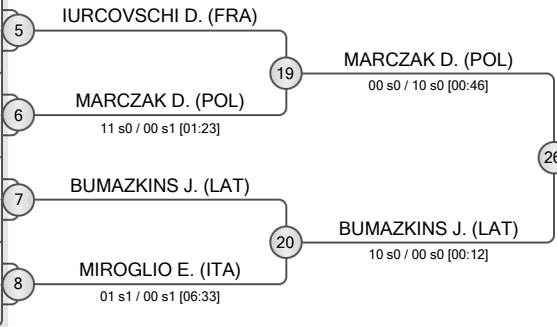 IURCOVSCHI D. (FRA)
5
19
MARCZAK D. (POL)
00 s0 / 10 s0 [00:46]
MARCZAK D. (POL)
6
11 s0 / 00 s1 [01:23]
26
BUMAZKINS J. (LAT)
7
20
BUMAZKINS J. (LAT)
10 s0 / 00 s0 [00:12]
MIROGLIO E. (ITA)
8
01 s1 / 00 s1 [06:33]